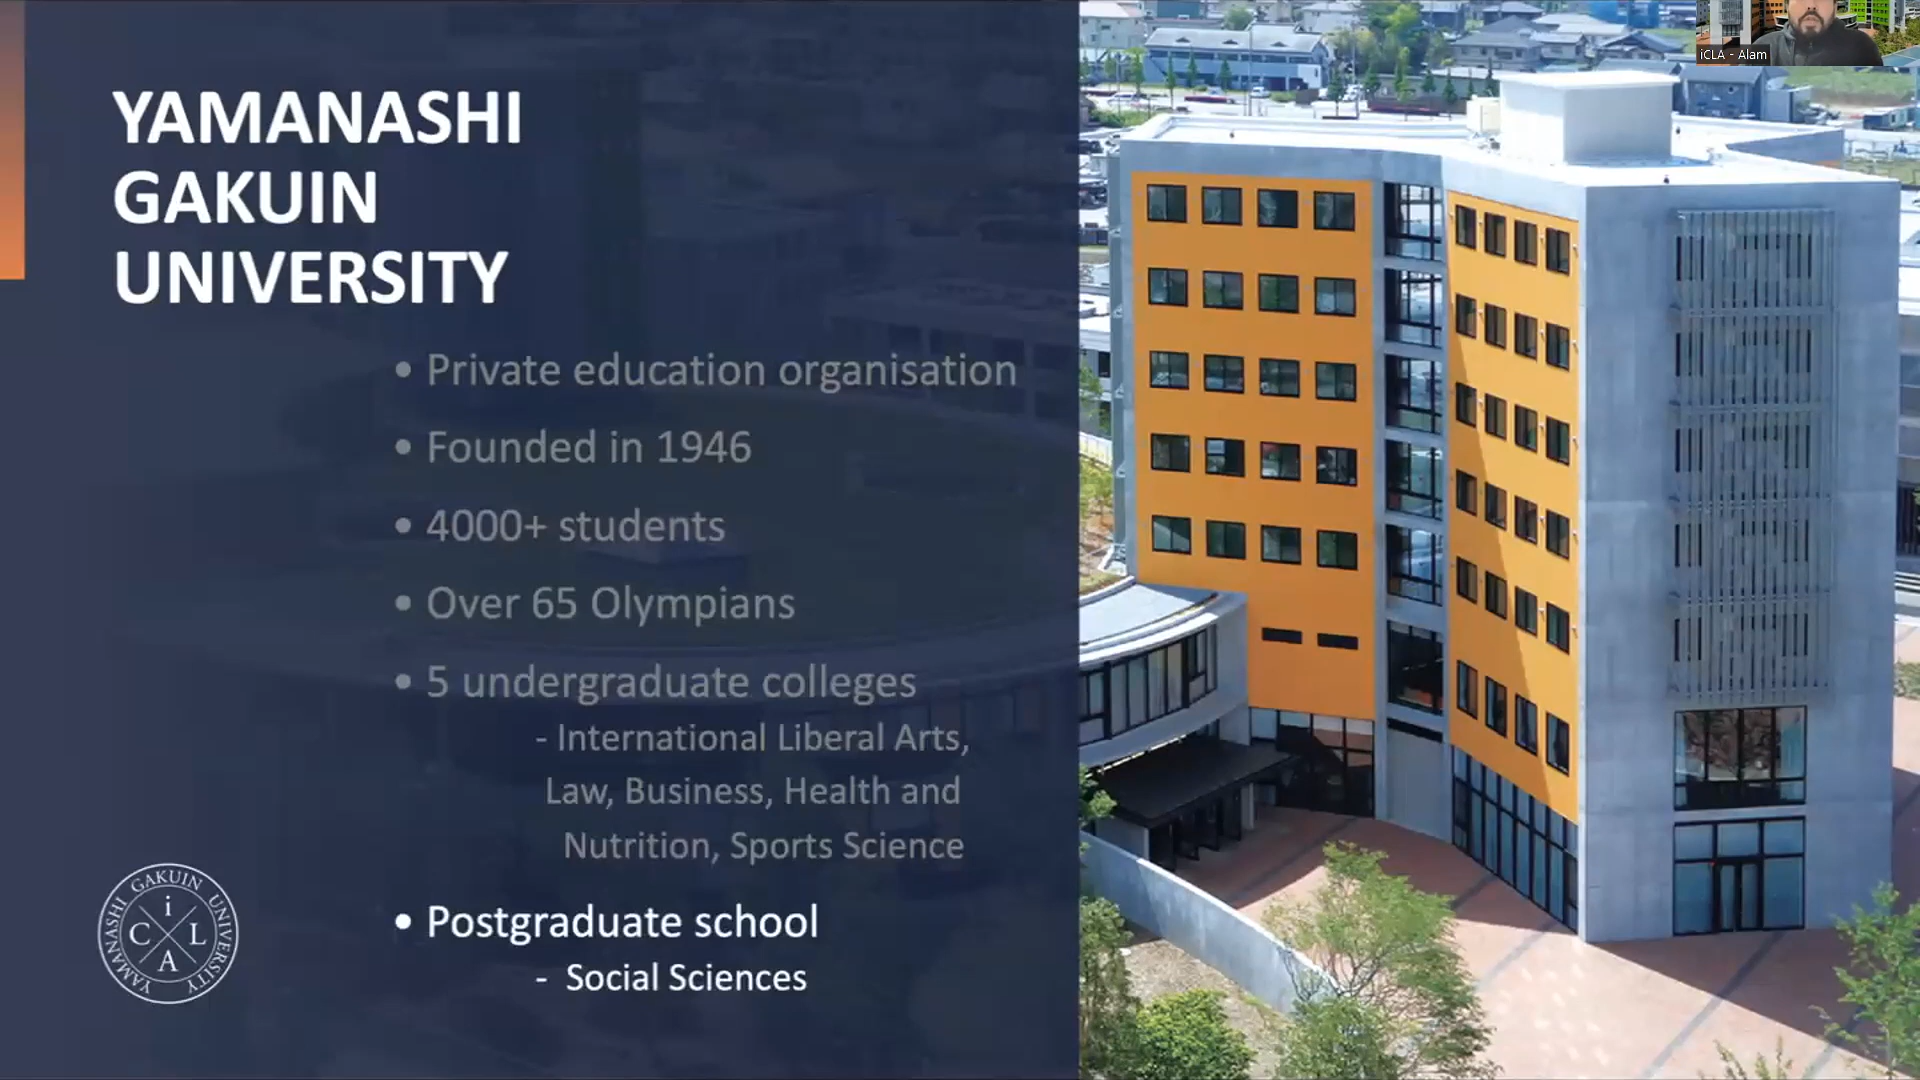 YAMANASHI
GAKUIN
UNIVERSITY
• Private education organisation
• Founded in 1946
• 4000+ students
• Over 65 Olympians
• 5 undergraduate colleges
- International Liberal Arts,
Law, Business, Health and
Nutrition, Sports Science
• Postgraduate school
- Social Sciences
YAMANASHI GAKUIN UNIVERSITY
i
C L
A
iCLA - Alam